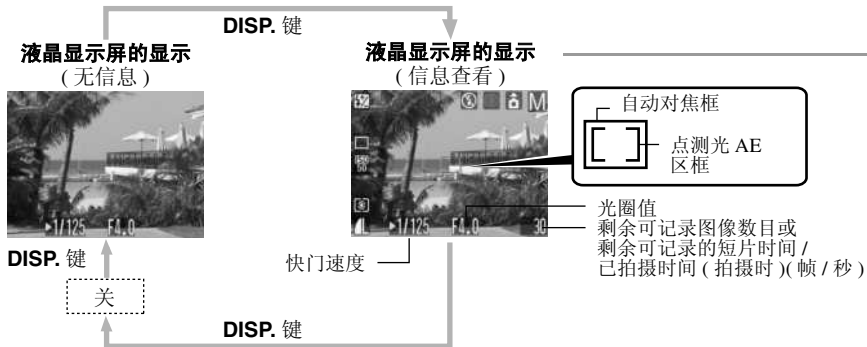 DISP. 键
液晶显示屏的显示
( 无信息 )
液晶显示屏的显示
( 信息查看 )
M
自动对焦框
点测光 AE
区框
1/125 F4.0
1/125 F4.0 30
光圈值
剩余可记录图像数目或
剩余可记录的短片时间 /
已拍摄时间 ( 拍摄时 )( 帧 / 秒 )
快门速度
DISP. 键
关
DISP. 键